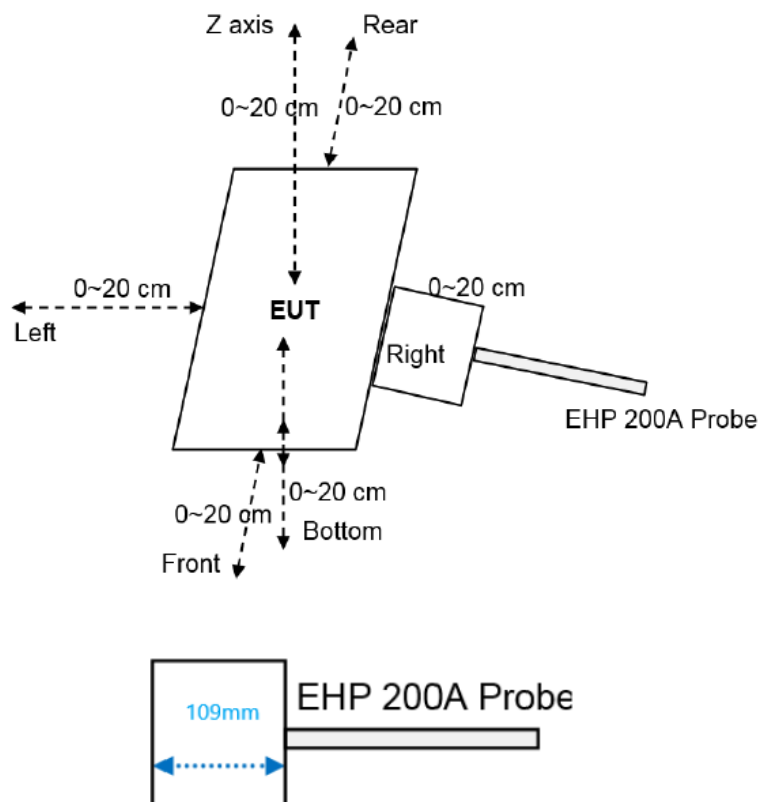 Z axis
Rear
0~20 cm
0~20 cm
0~20 cm
Left
EUT
0~20 cm
Right
EHP 200A Probe
0~20 cm
0~20 cm
Bottom
Front
EHP 200A Probe
109mm